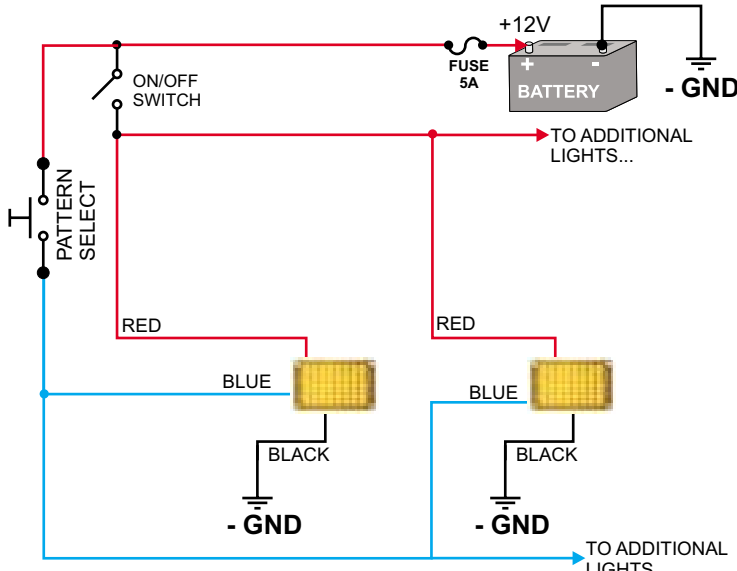 +12V
FUSE
5A
+ -
BATTERY
- GND
ON/OFF
SWITCH
TO ADDITIONAL
LIGHTS...
PATTERN
SELECT
RED
RED
BLUE
BLUE
BLACK
BLACK
- GND
- GND
TO ADDITIONAL
LIGHTS